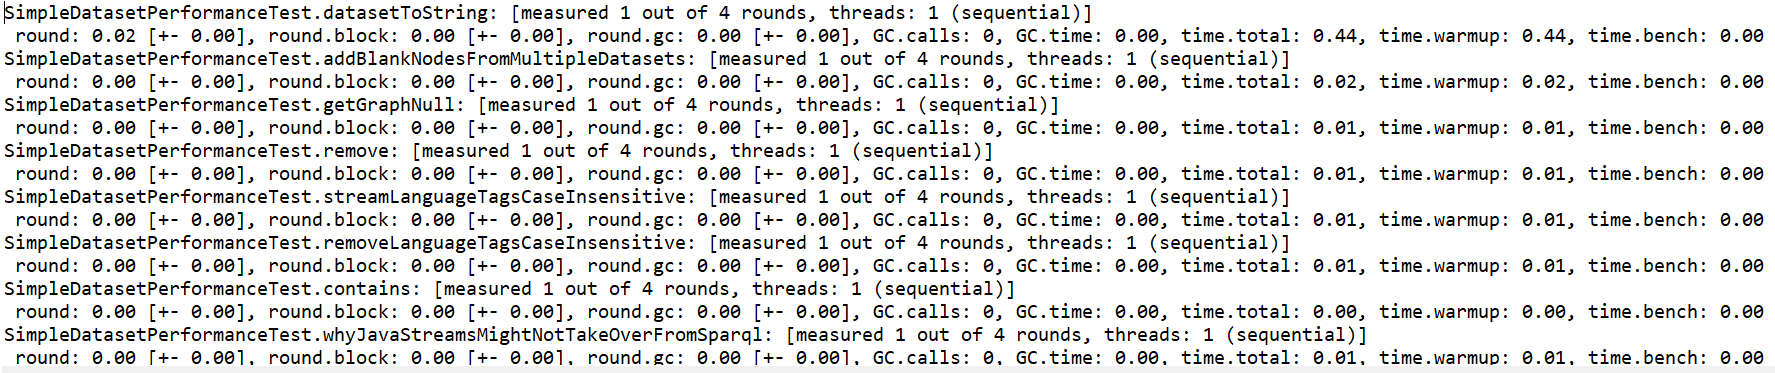 SimpleDatasetPerformanceTest.datasetToString: [measured 1 out of 4 rounds, threads: 1 (sequential)]
round: 0.02 [+- 0.00], round.block: 0.00 [+- 0.00], round.gc: 0.00 [+- 0.00], GC.calls: 0, GC.time: 0.00, time.total: 0.44, time.warmup: 0.44, time.bench: 0.00
SimpleDatasetPerformanceTest.addBlankNodesFromMultipleDatasets: [measured 1 out of 4 rounds, threads: 1 (sequential)]
round: 0.00 [+- 0.00], round.block: 0.00 [+- 0.00], round.gc: 0.00 [+- 0.00], GC.calls: 0, GC.time: 0.00, time.total: 0.02, time.warmup: 0.02, time.bench: 0.00
SimpleDatasetPerformanceTest.getGraphNull: [measured 1 out of 4 rounds, threads: 1 (sequential)]
round: 0.00 [+- 0.00], round.block: 0.00 [+- 0.00], round.gc: 0.00 [+- 0.00], GC.calls: 0, GC.time: 0.00, time.total: 0.01, time.warmup: 0.01, time.bench: 0.00
SimpleDatasetPerformanceTest.remove: [measured 1 out of 4 rounds, threads: 1 (sequential)]
round: 0.00 [+- 0.00], round.block: 0.00 [+- 0.00], round.gc: 0.00 [+- 0.00], GC.calls: 0, GC.time: 0.00, time.total: 0.01, time.warmup: 0.01, time.bench: 0.00
SimpleDatasetPerformanceTest.streamLanguageTagsCaseInsensitive: [measured 1 out of 4 rounds, threads: 1 (sequential)]
round: 0.00 [+- 0.00], round.block: 0.00 [+- 0.00], round.gc: 0.00 [+- 0.00], GC.calls: 0, GC.time: 0.00, time.total: 0.01, time.warmup: 0.01, time.bench: 0.00
SimpleDatasetPerformanceTest.removeLanguageTagsCaseInsensitive: [measured 1 out of 4 rounds, threads: 1 (sequential)]
round: 0.00 [+- 0.00], round.block: 0.00 [+- 0.00], round.gc: 0.00 [+- 0.00], GC.calls: 0, GC.time: 0.00, time.total: 0.01, time.warmup: 0.01, time.bench: 0.00
SimpleDatasetPerformanceTest.contains: [measured 1 out of 4 rounds, threads: 1 (sequential)]
round: 0.00 [+- 0.00], round.block: 0.00 [+- 0.00], round.gc: 0.00 [+- 0.00], GC.calls: 0, GC.time: 0.00, time.total: 0.00, time.warmup: 0.00, time.bench: 0.00
SimpleDatasetPerformanceTest.whyJavaStreamsMightNotTakeOverFromSparql: [measured 1 out of 4 rounds, threads: 1 (sequential)]
round: 0.00 [+- 0.00], round.block: 0.00 [+- 0.00], round.gc: 0.00 [+- 0.00], GC.calls: 0, GC.time: 0.00, time.total: 0.01, time.warmup: 0.01, time.bench: 0.00